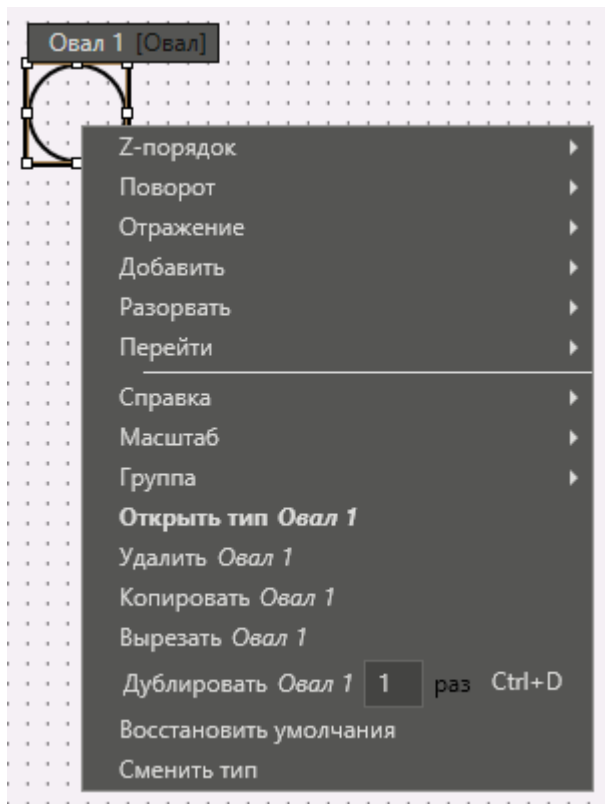 Овал 1 [Овал]
Z-порядок
Поворот
Отражение
Добавить
Разорвать
Перейти
Справка
Масштаб
Группа
Открыть тип Овал 1
Удалить Овал 1
Копировать Овал 1
Вырезать Овал 1
Дублировать Овал 1 1 раз Ctrl+D
Восстановить умолчания
Сменить тип